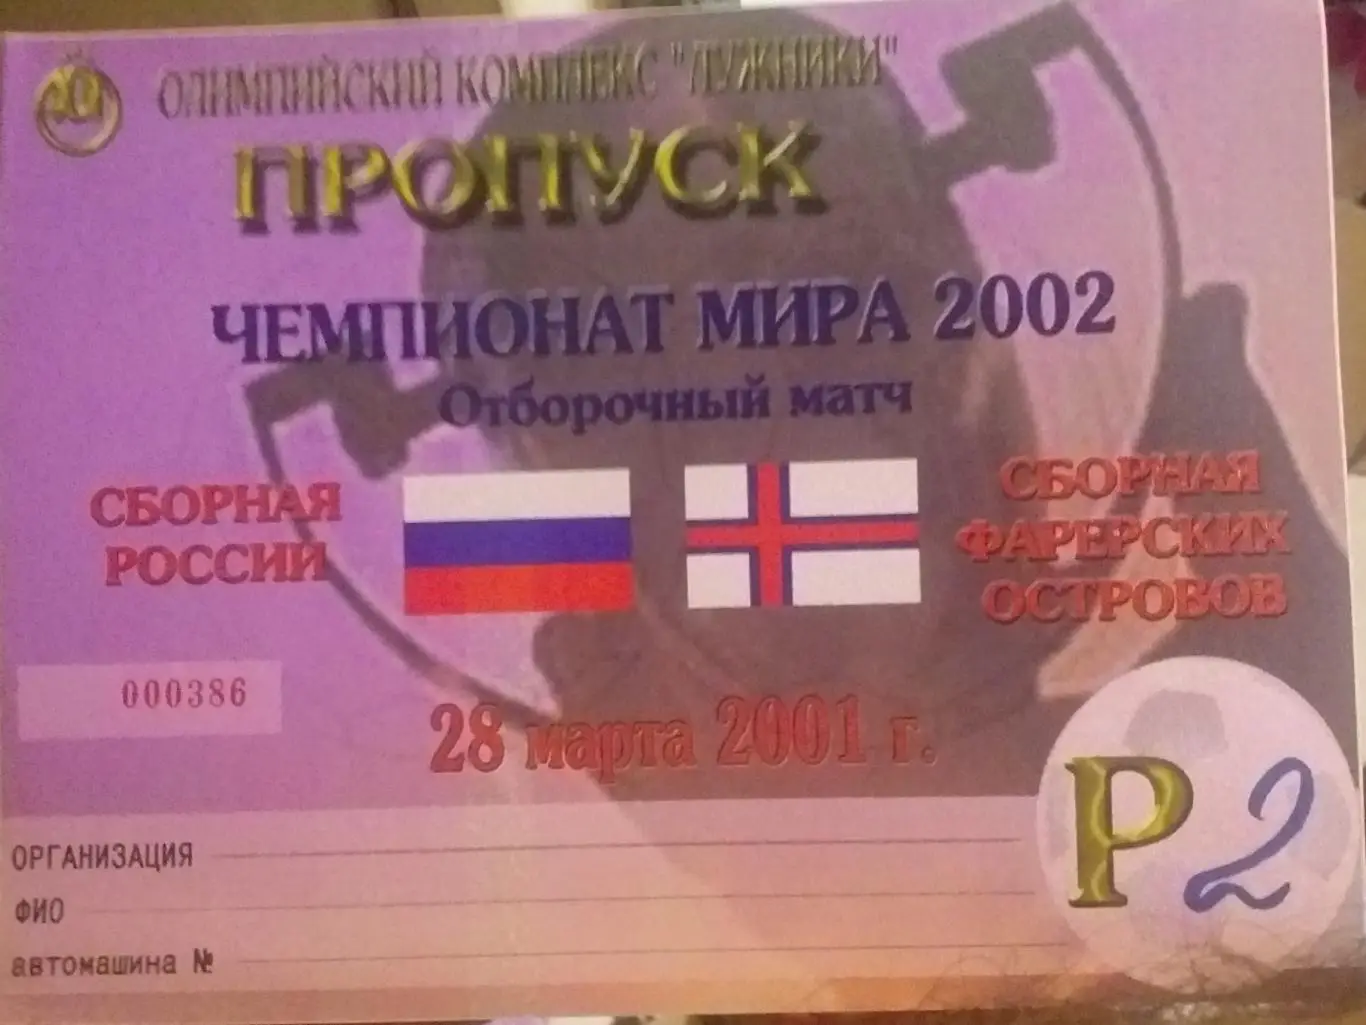 ОЛИМПИЙСКИЙ КОМПЛЕКС "ЛУЖНИКИ"
ПРОПУСК
ЧЕМПИОНАТ МИРА 2002
Отборочный матч
СБОРНАЯ
РОССИИ
СБОРНАЯ
ФАРЕРСКИХ
ОСТРОВОВ
000386
28 марта 2001 г.
P2
ОРГАНИЗАЦИЯ
ФИО
автомашина №